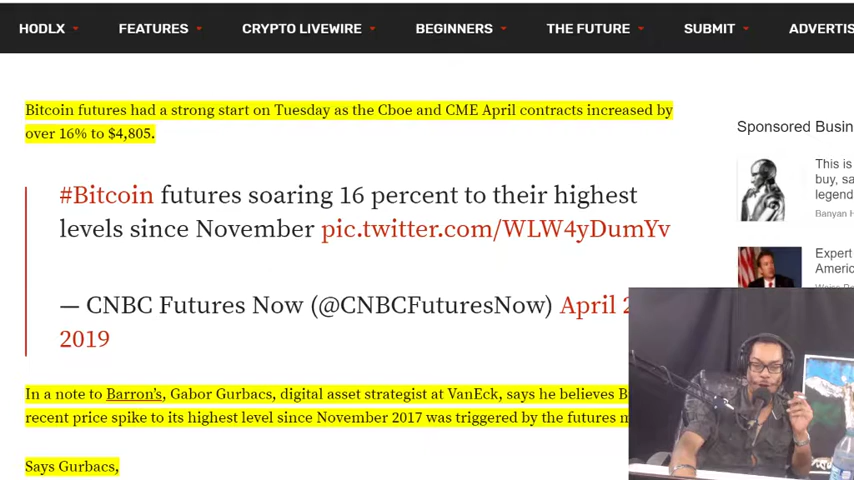 HODLX FEATURES CRYPTO LIVEWIRE BEGINNERS THE FUTURE SUBMIT
Bitcoin futures had a strong start on Tuesday as the Cboe and CME April contracts increased by
over 16% to $4,805.
#Bitcoin futures soaring 16 percent to their highest
levels since November pic.twitter.com/WLW4yDumYv
— CNBC Futures Now (@CNBCFuturesNow) April 2
2019
In a note to Barron's, Gabor Gurbacs, digital asset strategist at VanEck, says he believes B
recent price spike to its highest level since November 2017 was triggered by the futures
Says Gurbacs,
Sponsored
This is
buy, sa
legend
Banyan
Expert
Americ